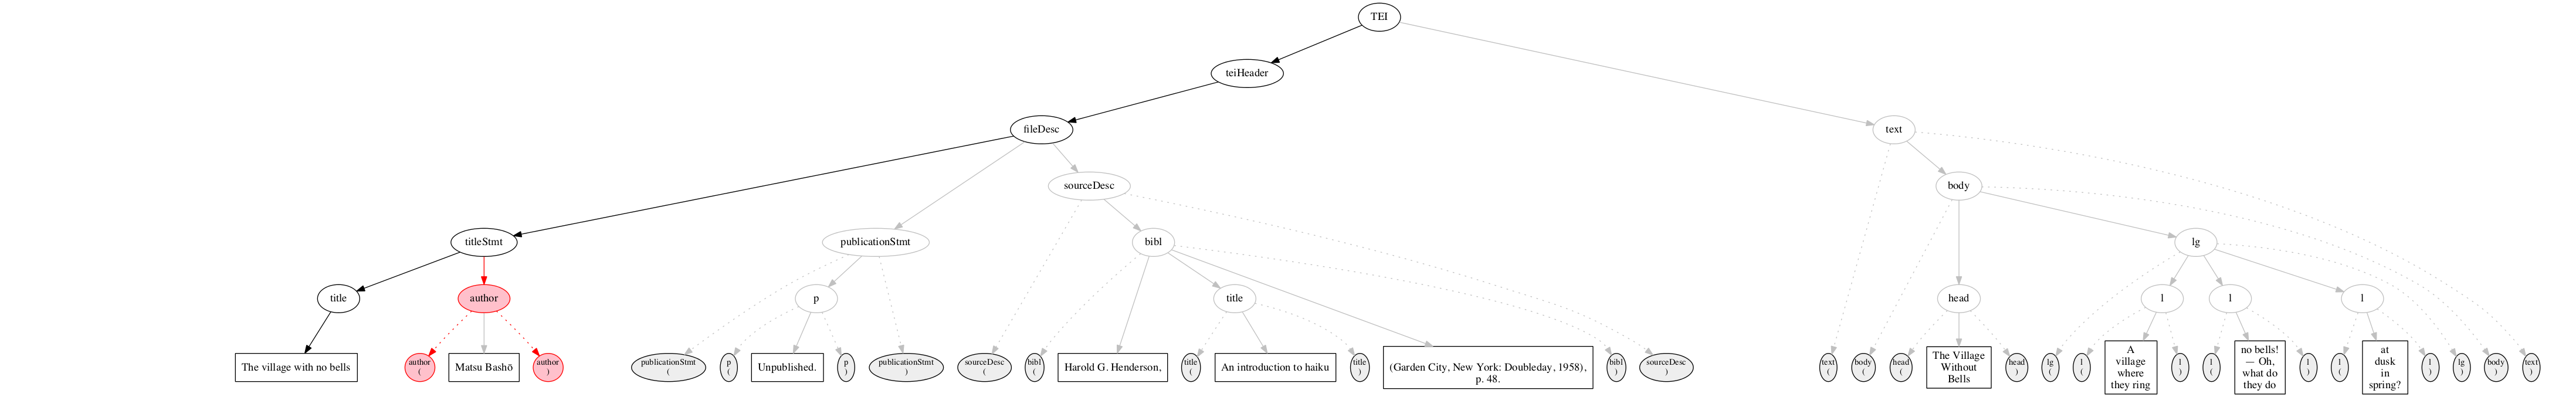 TEI
teiHeader
fileDesc
text
sourceDesc
body
titleStmt
publicationStmt
bibl
lg
title
author
p
title
head
l
l
l
The village with no bells
author
(
Matsu Bashō
author
)
publicationStmt
(
p
(
Unpublished.
p
)
publicationStmt
)
sourceDesc
(
bibl
(
Harold G. Henderson,
title
(
An introduction to haiku
title
)
(Garden City, New York: Doubleday, 1958),
p. 48.
bibl
)
sourceDesc
)
text
(
body
(
head
(
The Village
Without
Bells
head
)
lg
(
l
(
A
village
where
they ring
l
)
l
(
no bells!
— Oh,
what do
they do
l
)
l
(
at
dusk
in
spring?
l
)
lg
)
body
)
text
)